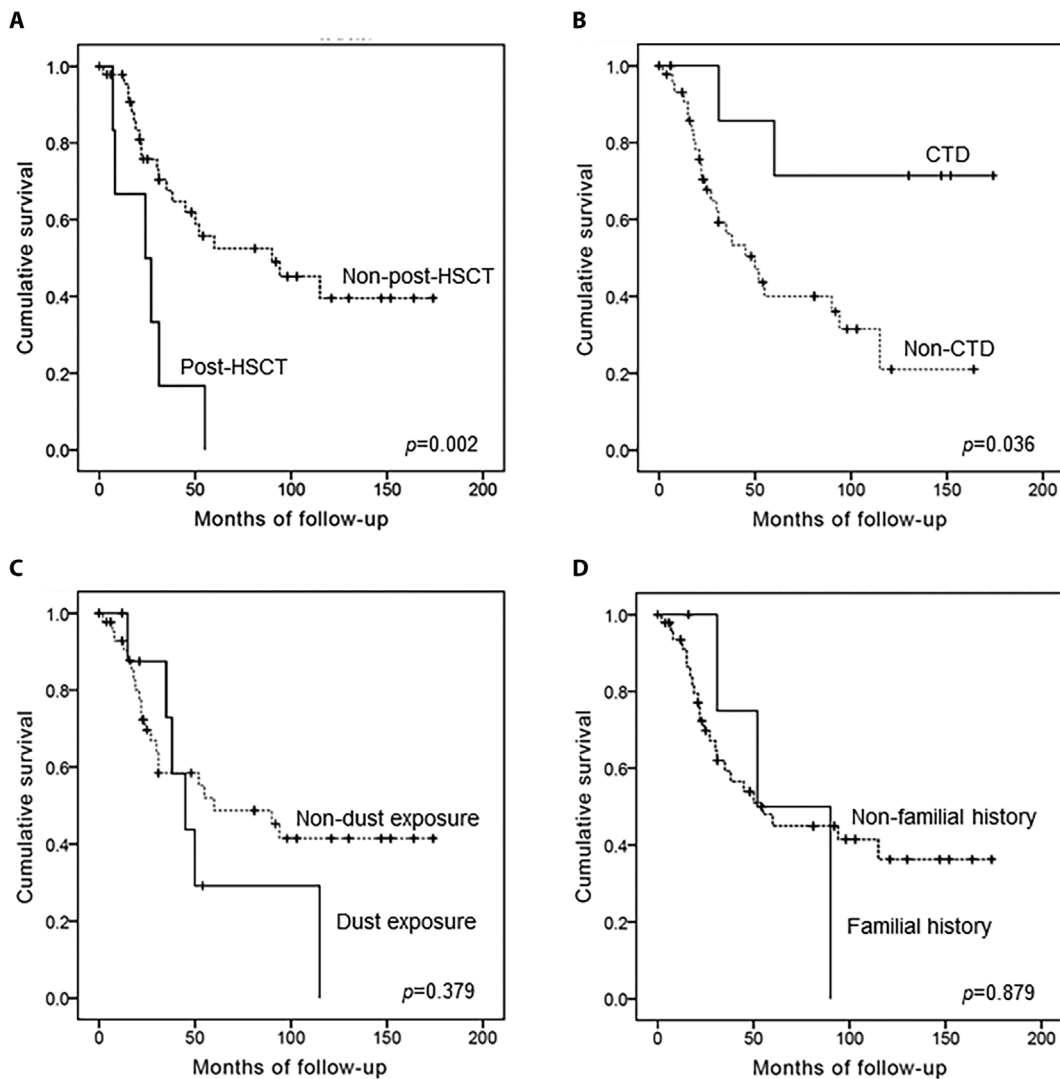 A
Cumulative survival
1.0
0.8
0.6
0.4
0.2
0.0
Non-post-HSCT
Post-HSCT
p=0.002
0 50 100 150 200
Months of follow-up
B
Cumulative survival
1.0
0.8
0.6
0.4
0.2
0.0
CTD
Non-CTD
p=0.036
0 50 100 150 200
Months of follow-up
C
Cumulative survival
1.0
0.8
0.6
0.4
0.2
0.0
Non-dust exposure
Dust exposure
p=0.379
0 50 100 150 200
Months of follow-up
D
Cumulative survival
1.0
0.8
0.6
0.4
0.2
0.0
Non-familial history
Familial history
p=0.879
0 50 100 150 200
Months of follow-up